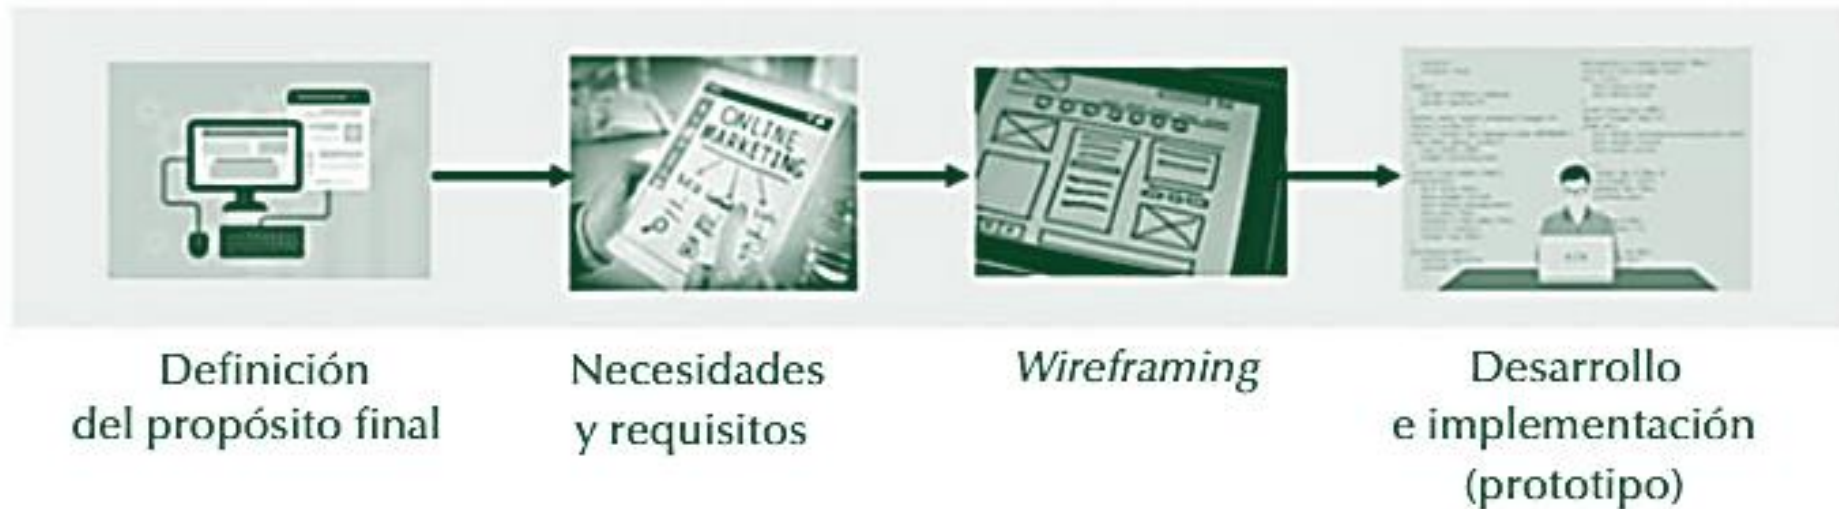 ONLINE
MARKETING
Definición
del propósito final
Necesidades
y requisitos
Wireframing
Desarrollo
e implementación
(prototipo)